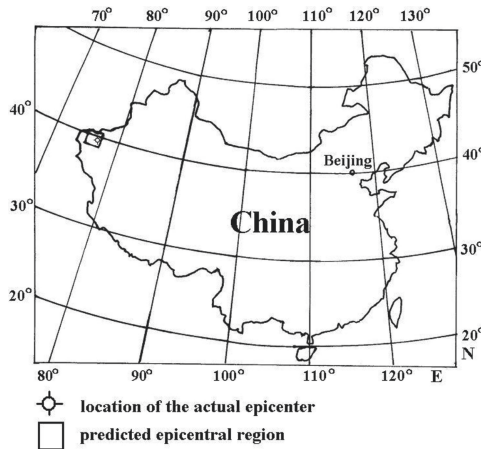 70° 80° 90° 100° 110° 120° 130°
50°
40°
Beijing
40°
China
30°
30°
20°
20°
N
80° 90° 100° 110° 120° E
location of the actual epicenter
predicted epicentral region